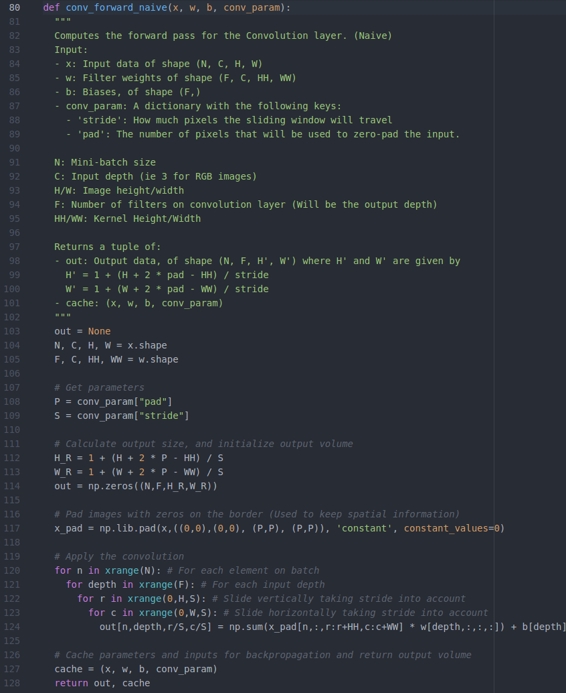 80 def conv_forward_naive(x, w, b, conv_param):
81 """
82 Computes the forward pass for the Convolution layer. (Naive)
83 Input:
84 - x: Input data of shape (N, C, H, W)
85 - w: Filter weights of shape (F, C, HH, WW)
86 - b: Biases, of shape (F,)
87 - conv_param: A dictionary with the following keys:
88 - 'stride': How much pixels the sliding window will travel
89 - 'pad': The number of pixels that will be used to zero-pad the input.
90
91 N: Mini-batch size
92 C: Input depth (ie 3 for RGB images)
93 H/W: Image height/width
94 F: Number of filters on convolution layer (Will be the output depth)
95 HH/WW: Kernel Height/Width
96
97 Returns a tuple of:
98 - out: Output data, of shape (N, F, H', W') where H' and W' are given by
99 H' = 1 + (H + 2 * pad - HH) / stride
100 W' = 1 + (W + 2 * pad - WW) / stride
101 - cache: (x, w, b, conv_param)
102 """
103 out = None
104 N, C, H, W = x.shape
105 F, C, HH, WW = w.shape
106
107 # Get parameters
108 P = conv_param["pad"]
109 S = conv_param["stride"]
110
111 # Calculate output size, and initialize output volume
112 H_R = 1 + (H + 2 * P - HH) / S
113 W_R = 1 + (W + 2 * P - WW) / S
114 out = np.zeros((N,F,H_R,W_R))
115
116 # Pad images with zeros on the border (Used to keep spatial information)
117 x_pad = np.lib.pad(x,((0,0),(0,0), (P,P), (P,P)), 'constant', constant_values=0)
118
119 # Apply the convolution
120 for n in xrange(N): # For each element on batch
121 for depth in xrange(F): # For each input depth
122 for r in xrange(0,H,S): # Slide vertically taking stride into account
123 for c in xrange(0,W,S): # Slide horizontally taking stride into account
124 out[n,depth,r/S,c/S] = np.sum(x_pad[n,:,r:r+HH,c:c+WW] * w[depth,:,:,:]) + b[depth]
125
126 # Cache parameters and inputs for backpropagation and return output volume
127 cache = (x, w, b, conv_param)
128 return out, cache